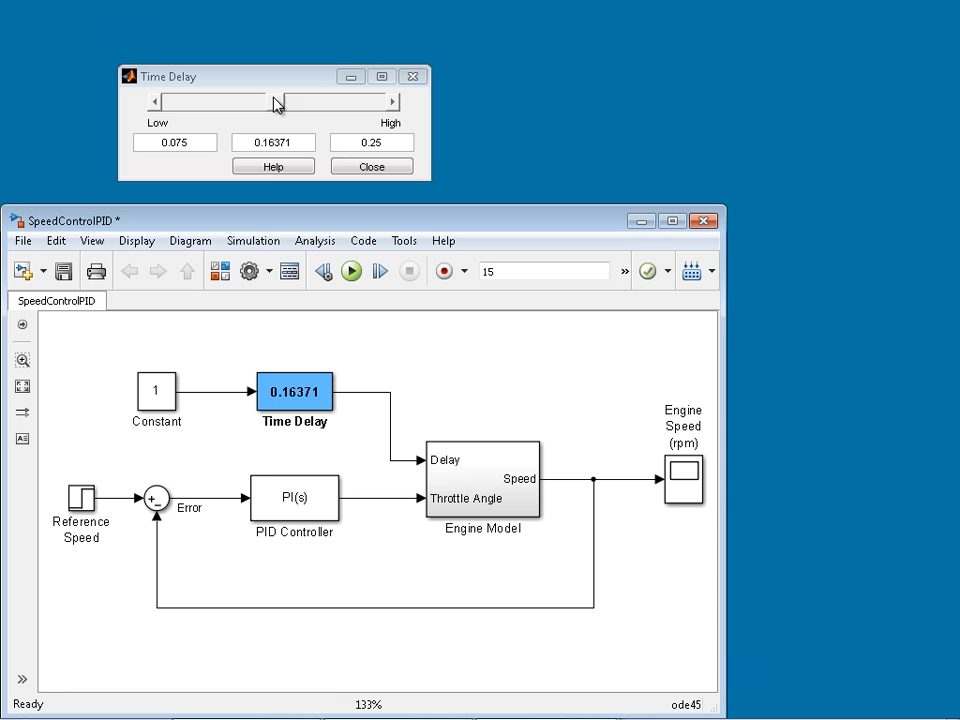 Time Delay
Low High
0.075 0.16371 0.25
Help Close
SpeedControlPID *
File Edit View Display Diagram Simulation Analysis Code Tools Help
15 »
SpeedControlPID
1
Constant
0.16371
Time Delay
Engine
Speed
(rpm)
Delay
Speed
Throttle Angle
Engine Model
+
−
Error
Reference
Speed
PI(s)
PID Controller
»
Ready 133% ode45